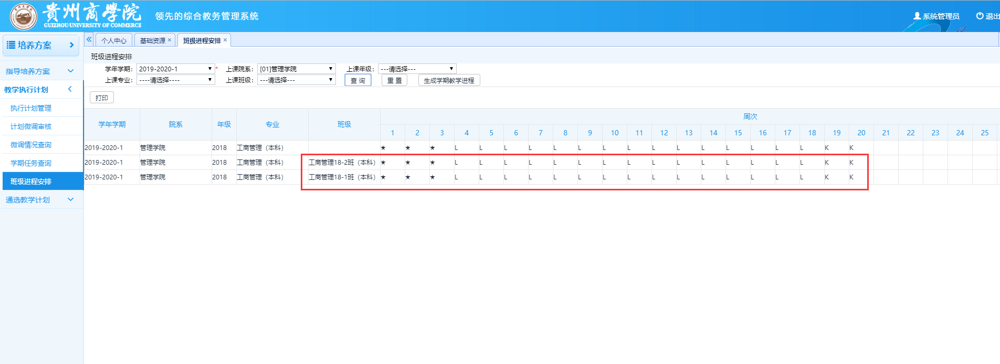 贵州商学院
GUIZHOU UNIVERSITY OF COMMERCE
领先的综合教务管理系统
系统管理员
退出
培养方案
指导培养方案
教学执行计划
执行计划管理
计划微调审核
微调情况查询
学期任务查询
班级进程安排
通选教学计划
个人中心 基础资源 × 班级进程安排 ×
班级进程安排
学年学期： 2019-2020-1 * 上课院系： [01]管理学院 上课年级： ---请选择---
上课专业： ----请选择---- 上课班级： ---请选择--- 查 询 重 置 生成学期教学进程
打印
学年学期 院系 年级 专业 班级 周次
1 2 3 4 5 6 7 8 9 10 11 12 13 14 15 16 17 18 19 20 21 22 23 24 25
2019-2020-1 管理学院 2018 工商管理（本科） ★ ★ ★ L L L L L L L L L L L L L L L K K
2019-2020-1 管理学院 2018 工商管理（本科） 工商管理18-2班（本科） ★ ★ ★ L L L L L L L L L L L L L L L K K
2019-2020-1 管理学院 2018 工商管理（本科） 工商管理18-1班（本科） ★ ★ ★ L L L L L L L L L L L L L L L K K